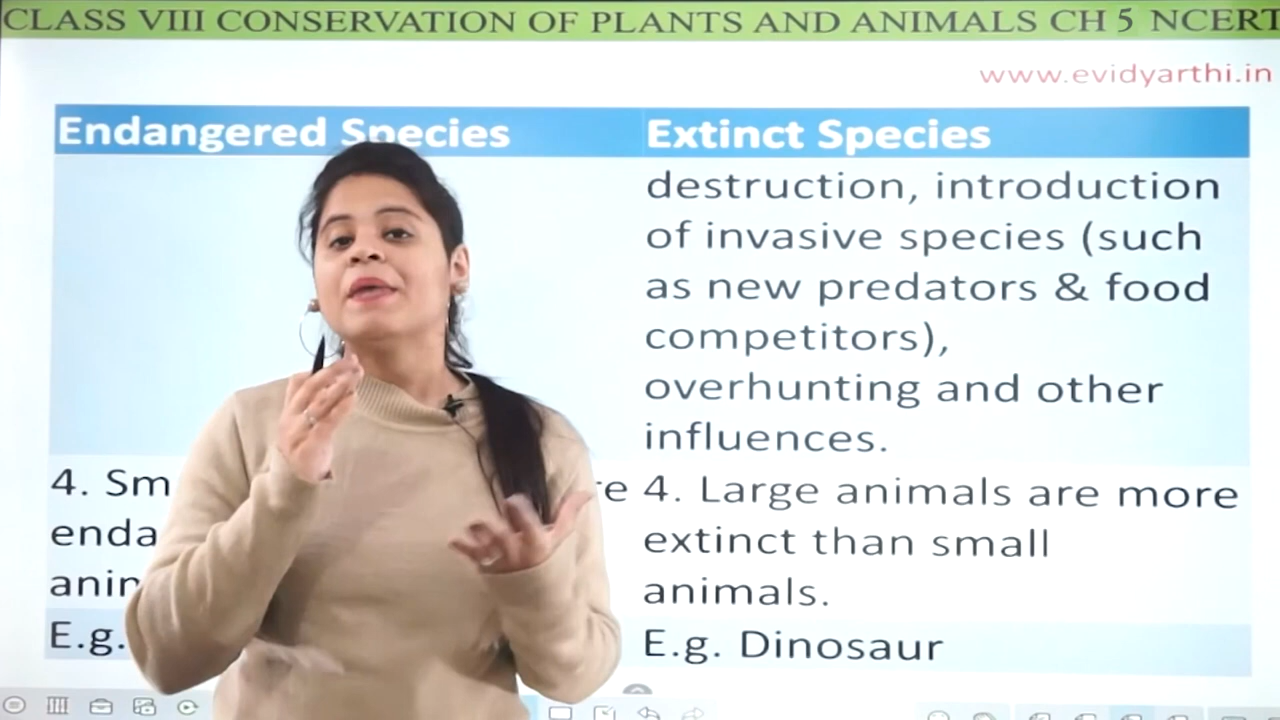 CLASS VIII CONSERVATION OF PLANTS AND ANIMALS CH 5 NCERT
www.evidyarthi.in
Endangered Species
Extinct Species
destruction, introduction
of invasive species (such
as new predators & food
competitors),
overhunting and other
influences.
4. Sm
enda
anim
E.g.
re
4. Large animals are more
extinct than small
animals.
E.g. Dinosaur